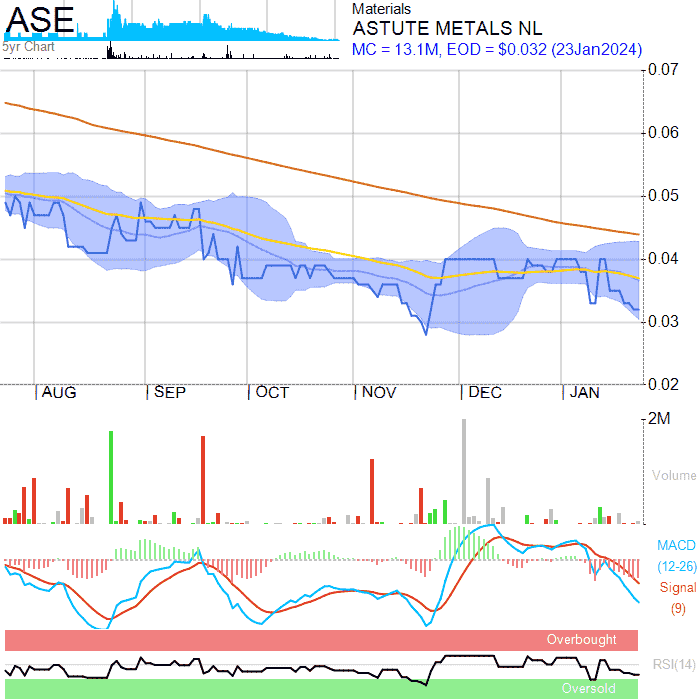 ASE
5yr Chart
Materials
ASTUTE METALS NL
MC = 13.1M, EOD = $0.032 (23Jan2024)
0.07
0.06
0.05
0.04
0.03
0.02
AUG SEP OCT NOV DEC JAN
2M
Volume
MACD
(12-26)
Signal
(9)
Overbought
RSI(14)
Oversold